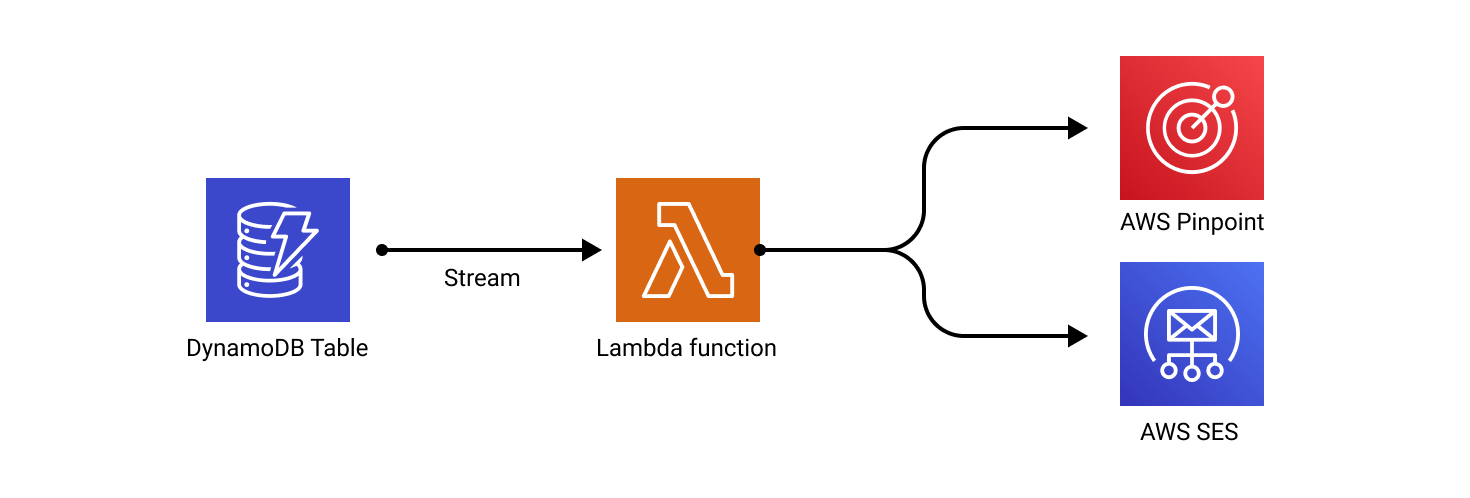 Stream
DynamoDB Table
Lambda function
AWS Pinpoint
AWS SES